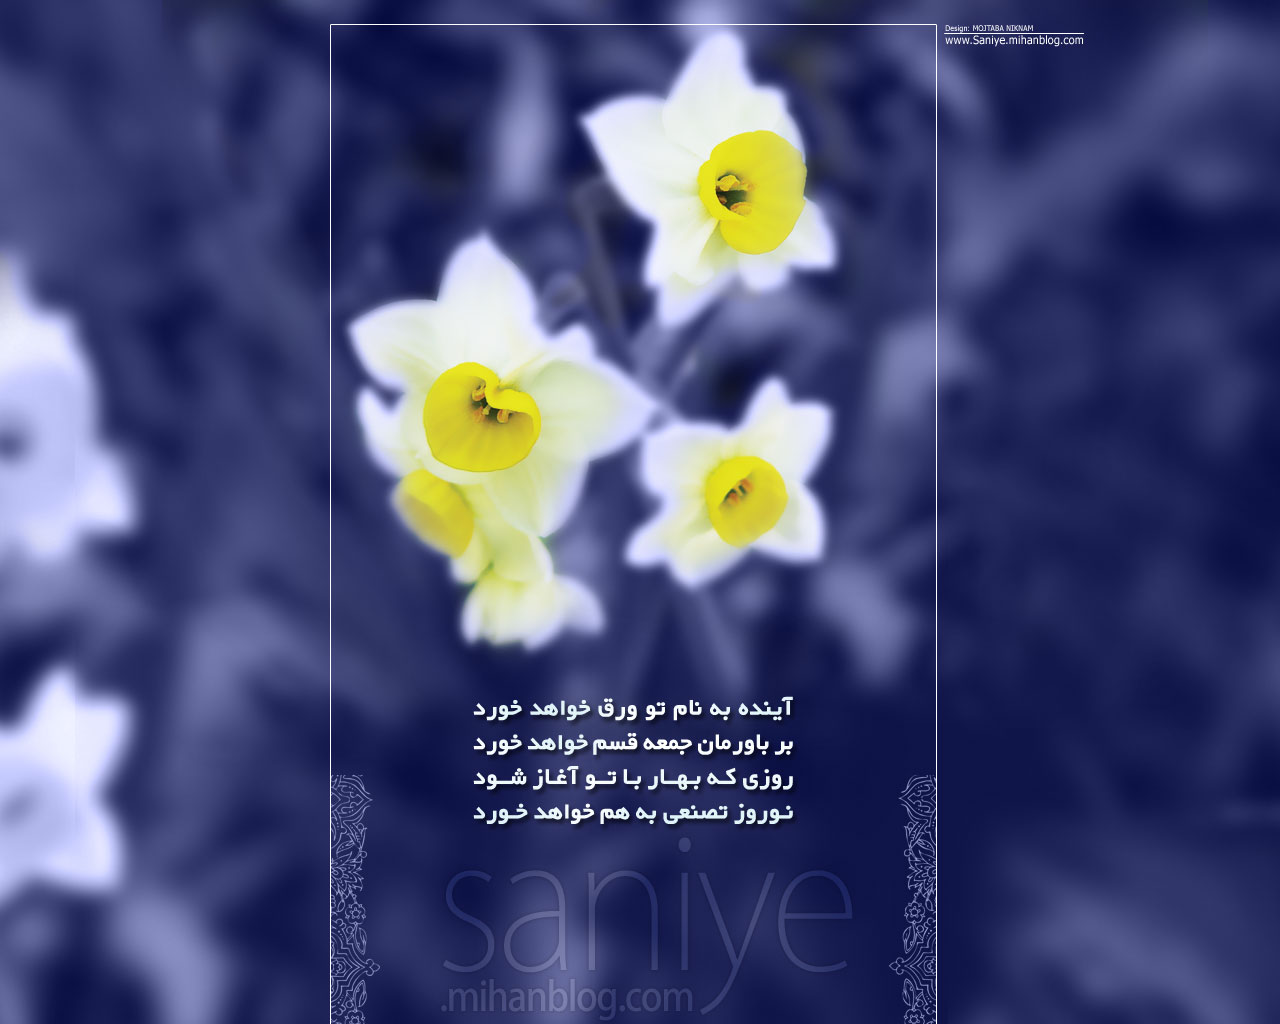 Design: MOJTABA NIKNAM
www.Saniye.mihanblog.com
آینده به نام تو ورق خواهد خورد
بر باورمان جمعه قسم خواهد خورد
روزی که بهار با تو آغاز شود
نوروز تصنعی به هم خواهد خورد
saniye
.mihanblog.com